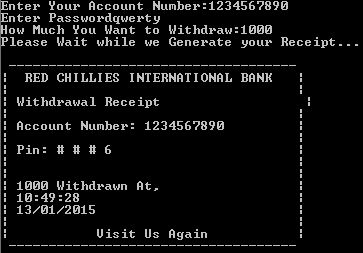 Enter Your Account Number:1234567890
Enter Passwordqwerty
How Much You Want to Withdraw:1000
Please Wait while we Generate your Receipt...
RED CHILLIES INTERNATIONAL BANK
Withdrawal Receipt
Account Number: 1234567890
Pin: # # # 6
1000 Withdrawn At,
10:49:28
13/01/2015
Visit Us Again